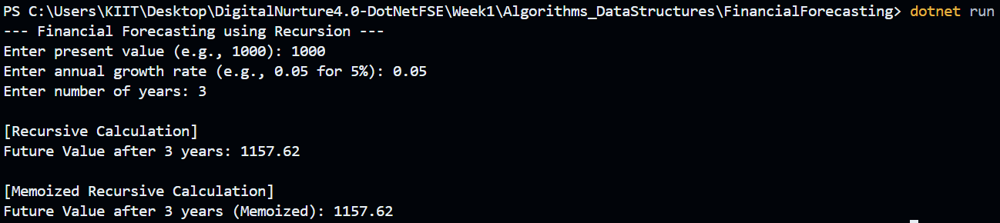 PS C:\Users\KIIT\Desktop\DigitalNurture4.0-DotNetFSE\Week1\Algorithms_DataStructures\FinancialForecasting> dotnet run
--- Financial Forecasting using Recursion ---
Enter present value (e.g., 1000): 1000
Enter annual growth rate (e.g., 0.05 for 5%): 0.05
Enter number of years: 3
[Recursive Calculation]
Future Value after 3 years: 1157.62
[Memoized Recursive Calculation]
Future Value after 3 years (Memoized): 1157.62